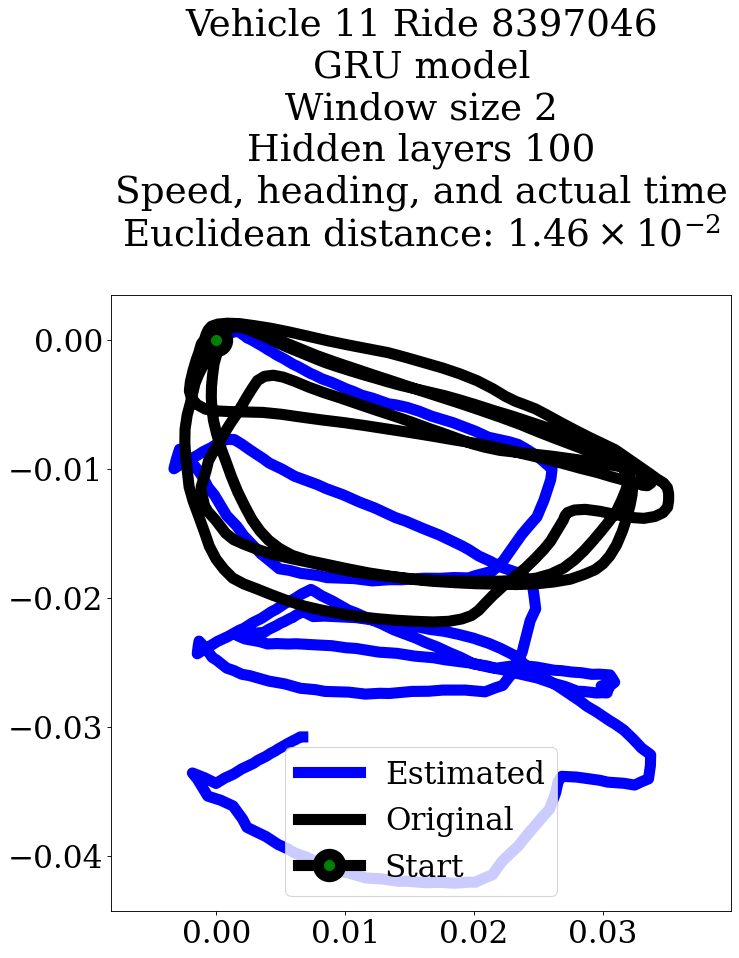 Vehicle 11 Ride 8397046
GRU model
Window size 2
Hidden layers 100
Speed, heading, and actual time
Euclidean distance: 1.46 × 10⁻²
0.00
−0.01
−0.02
−0.03
−0.04
Estimated
Original
Start
0.00 0.01 0.02 0.03